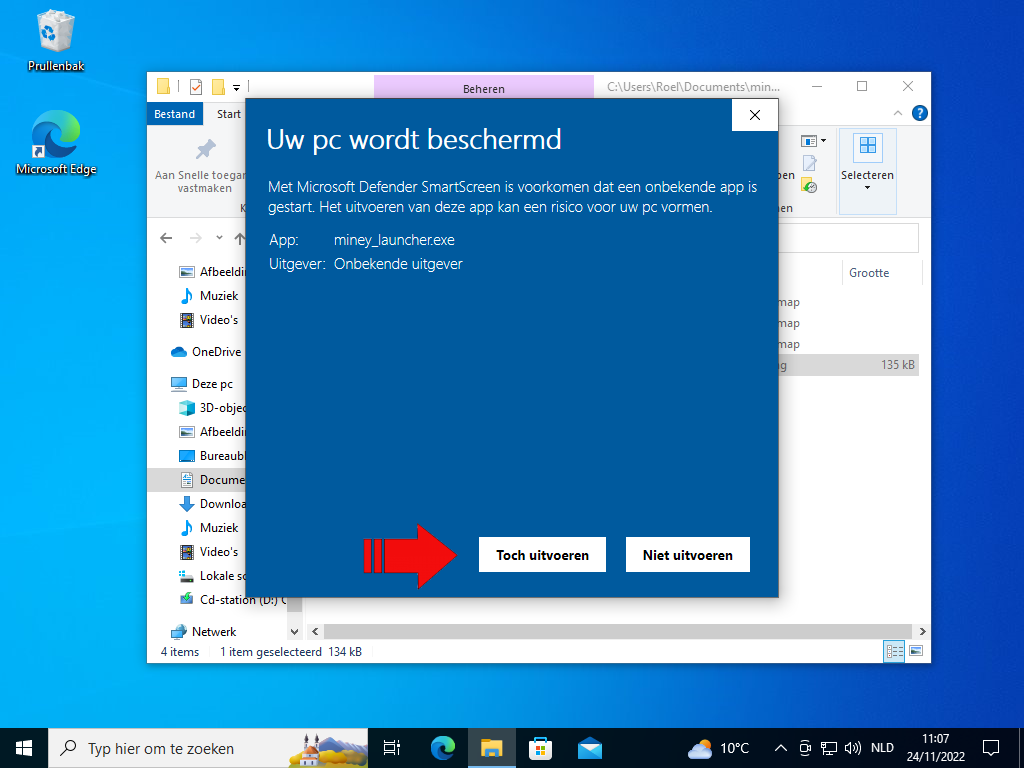 Prullenbak
Microsoft Edge
Beheren
C:\Users\Roel\Documents\min...
Bestand
Start
Aan Snelle toegan
vastmaken
Selecteren
Uw pc wordt beschermd
Met Microsoft Defender SmartScreen is voorkomen dat een onbekende app is
gestart. Het uitvoeren van deze app kan een risico voor uw pc vormen.
App: miney_launcher.exe
Uitgever: Onbekende uitgever
Toch uitvoeren
Niet uitvoeren
Afbeeldin
Muziek
Video's
OneDrive
Deze pc
3D-objec
Afbeeldin
Bureaubl
Docume
Downloa
Muziek
Video's
Lokale sc
Cd-station (D:) C
Netwerk
Grootte
map
map
map
135 kB
4 items
1 item geselecteerd 134 kB
Typ hier om te zoeken
10°C
NLD
11:07
24/11/2022